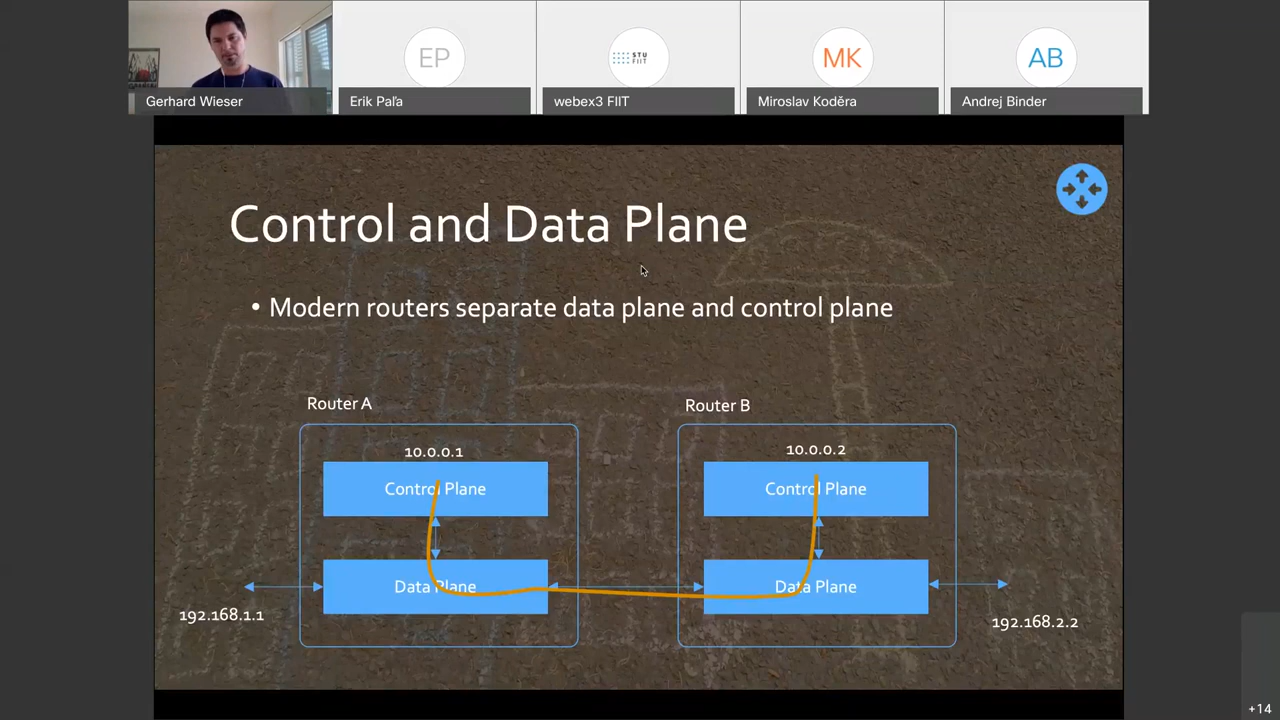 EP
STU
FIIT
MK
AB
Gerhard Wieser
Erik Paľa
webex3 FIIT
Miroslav Koděra
Andrej Binder
Control and Data Plane
• Modern routers separate data plane and control plane
Router A
Router B
10.0.0.1
10.0.0.2
Control Plane
Control Plane
Data Plane
Data Plane
192.168.1.1
192.168.2.2
+14